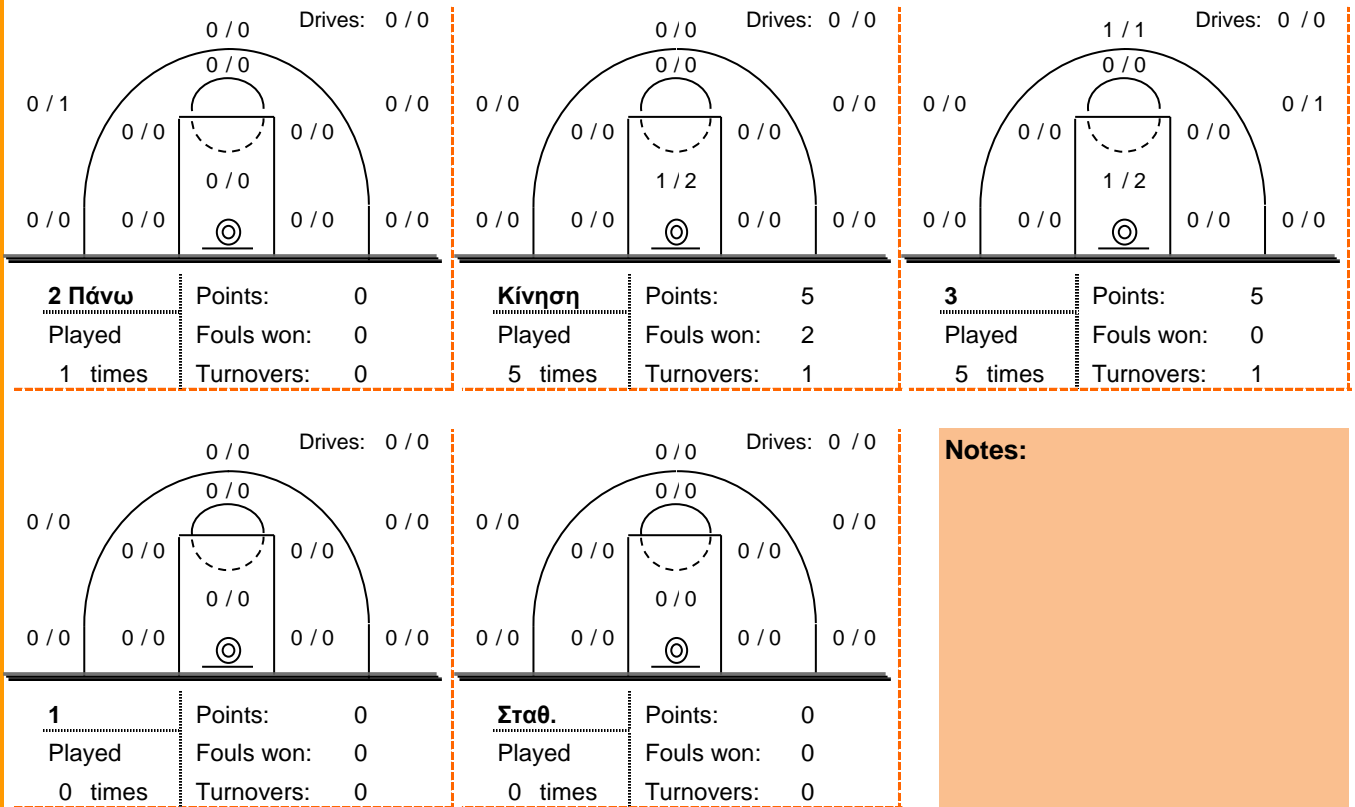 0 / 0 Drives: 0 / 0
0 / 0
0 / 1 0 / 0
0 / 0 0 / 0
0 / 0
0 / 0 0 / 0 0 / 0 0 / 0
2 Πάνω Points: 0
Played Fouls won: 0
1 times Turnovers: 0
0 / 0 Drives: 0 / 0
0 / 0
0 / 0 0 / 0
0 / 0 0 / 0
1 / 2
0 / 0 0 / 0 0 / 0 0 / 0
Κίνηση Points: 5
Played Fouls won: 2
5 times Turnovers: 1
1 / 1 Drives: 0 / 0
0 / 0
0 / 0 0 / 1
0 / 0 0 / 0
1 / 2
0 / 0 0 / 0 0 / 0 0 / 0
3 Points: 5
Played Fouls won: 0
5 times Turnovers: 1
0 / 0 Drives: 0 / 0
0 / 0
0 / 0 0 / 0
0 / 0 0 / 0
0 / 0
0 / 0 0 / 0 0 / 0 0 / 0
1 Points: 0
Played Fouls won: 0
0 times Turnovers: 0
0 / 0 Drives: 0 / 0
0 / 0
0 / 0 0 / 0
0 / 0 0 / 0
0 / 0
0 / 0 0 / 0 0 / 0 0 / 0
Σταθ. Points: 0
Played Fouls won: 0
0 times Turnovers: 0
Notes: